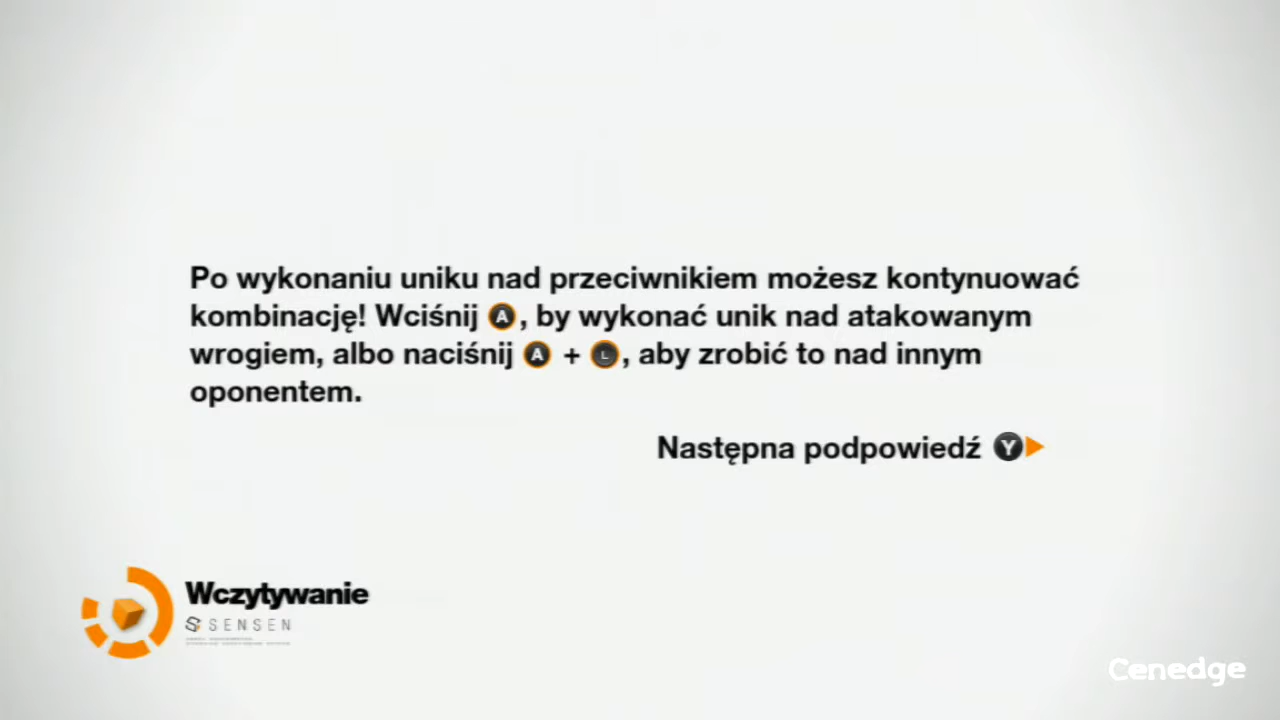 Po wykonaniu uniku nad przeciwnikiem możesz kontynuować
kombinację! Wciśnij A, by wykonać unik nad atakowanym
wrogiem, albo naciśnij A + L, aby zrobić to nad innym
oponentem.
Następna podpowiedź Y
Wczytywanie
SENSEN
Cenedge